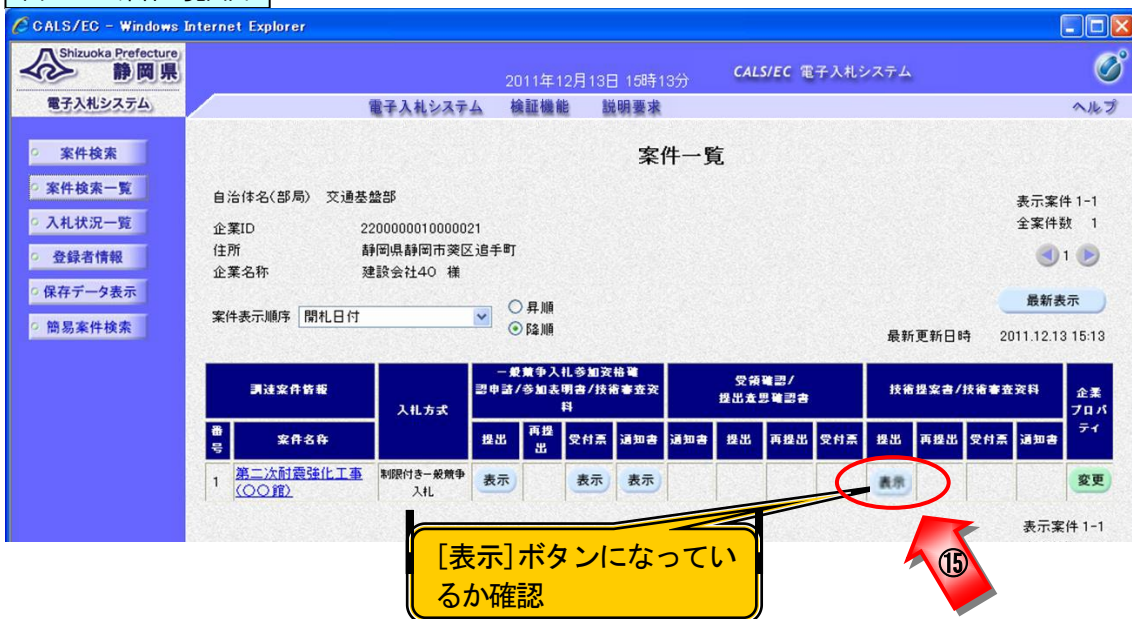 CALS/EC - Windows Internet Explorer
Shizuoka Prefecture
静岡県
電子入札システム
2011年12月13日 15時13分
CALS/EC 電子入札システム
電子入札システム 検証機能 説明要求 ヘルプ
案件検索
案件検索一覧
入札状況一覧
登録者情報
保存データ表示
簡易案件検索
案件一覧
自治体名(部局) 交通基盤部
企業ID 2200000010000021
住所 静岡県静岡市葵区追手町
企業名称 建設会社40 様
表示案件 1-1
全案件数 1
1
案件表示順序 開札日付
昇順
降順
最新表示
最新更新日時 2011.12.13 15:13
調達案件情報
入札方式
一般競争入札参加資格確
認申請/参加表明書/技術審査資
料
受領確認/
提出意思確認書
技術提案書/技術審査資料
企業
プロパ
ティ
番
号
案件名称
提出 再提
出 受付票 通知書 通知書 提出 再提出 受付票 提出 再提出 受付票 通知書
1 第二次耐震強化工事
(〇〇館)
制限付き一般競争
入札
表示 表示 表示 表示 変更
表示案件 1-1
[表示]ボタンになってい
るか確認
⑮